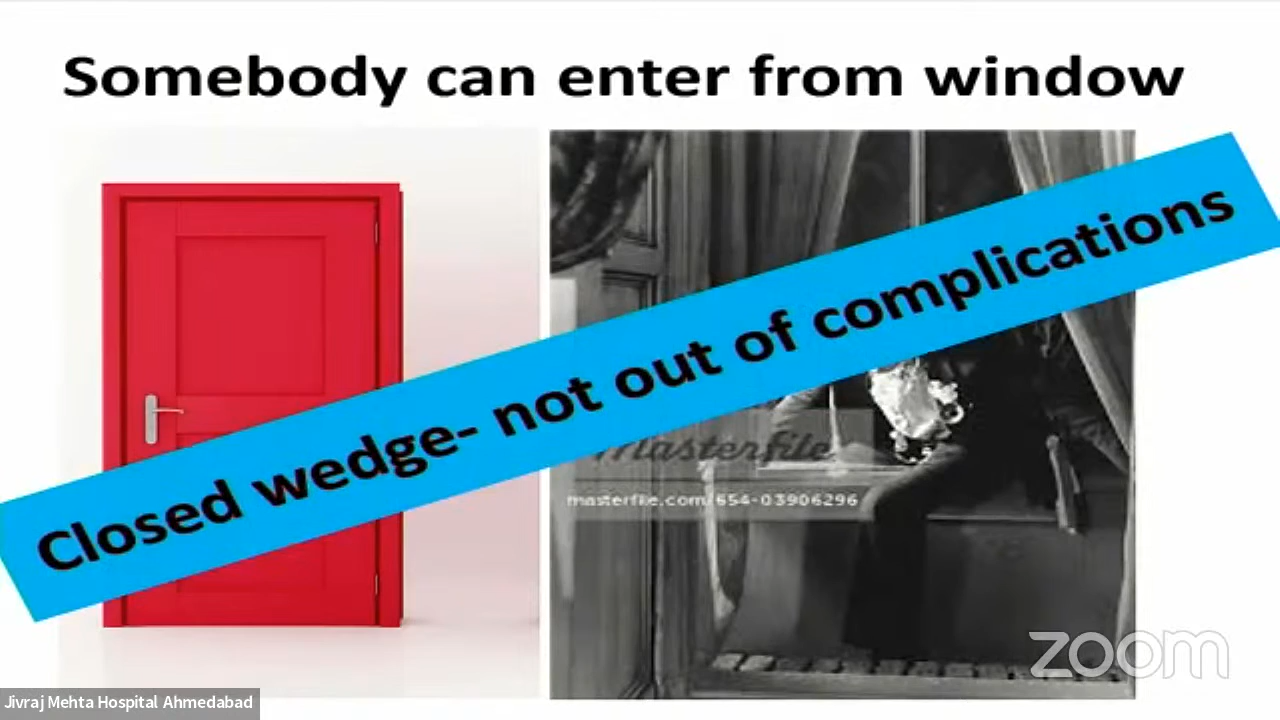 Somebody can enter from window
Closed wedge- not out of complications
Masterfile
masterfile.com/654-03906296
zoom
Jivraj Mehta Hospital Ahmedabad